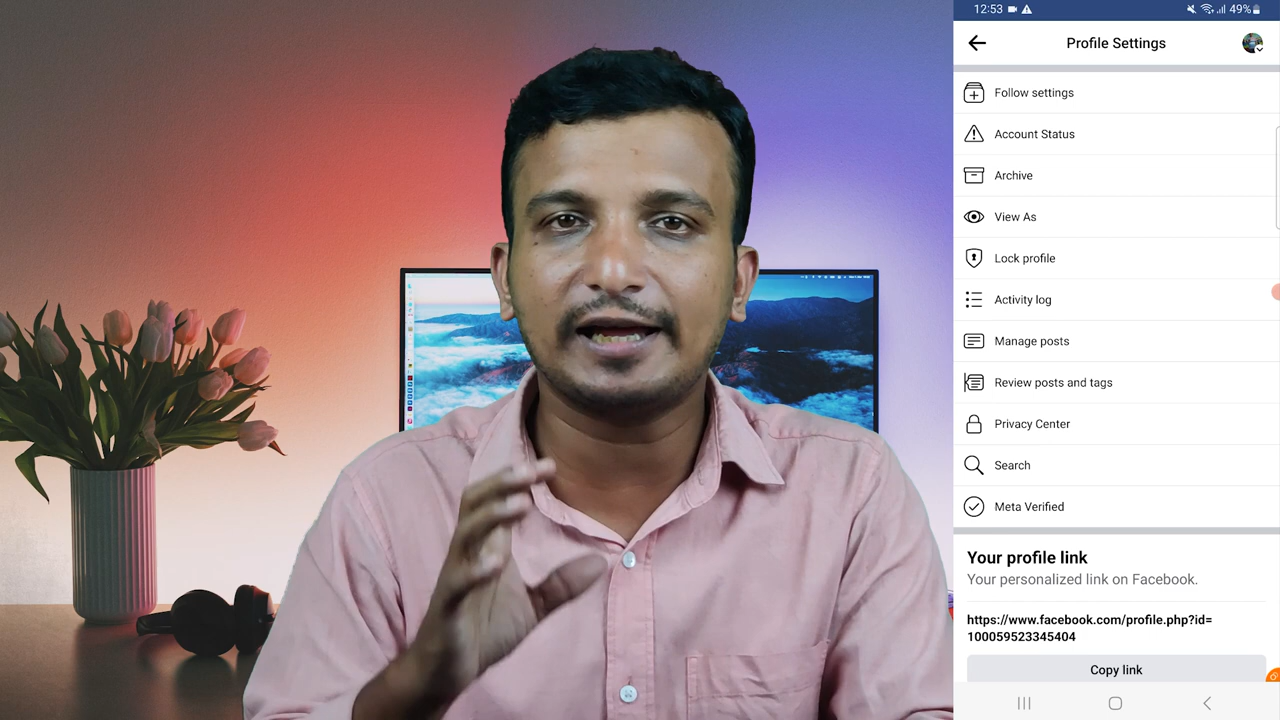 12:53
49%
Profile Settings
Follow settings
Account Status
Archive
View As
Lock profile
Activity log
Manage posts
Review posts and tags
Privacy Center
Search
Meta Verified
Your profile link
Your personalized link on Facebook.
https://www.facebook.com/profile.php?id=
100059523345404
Copy link